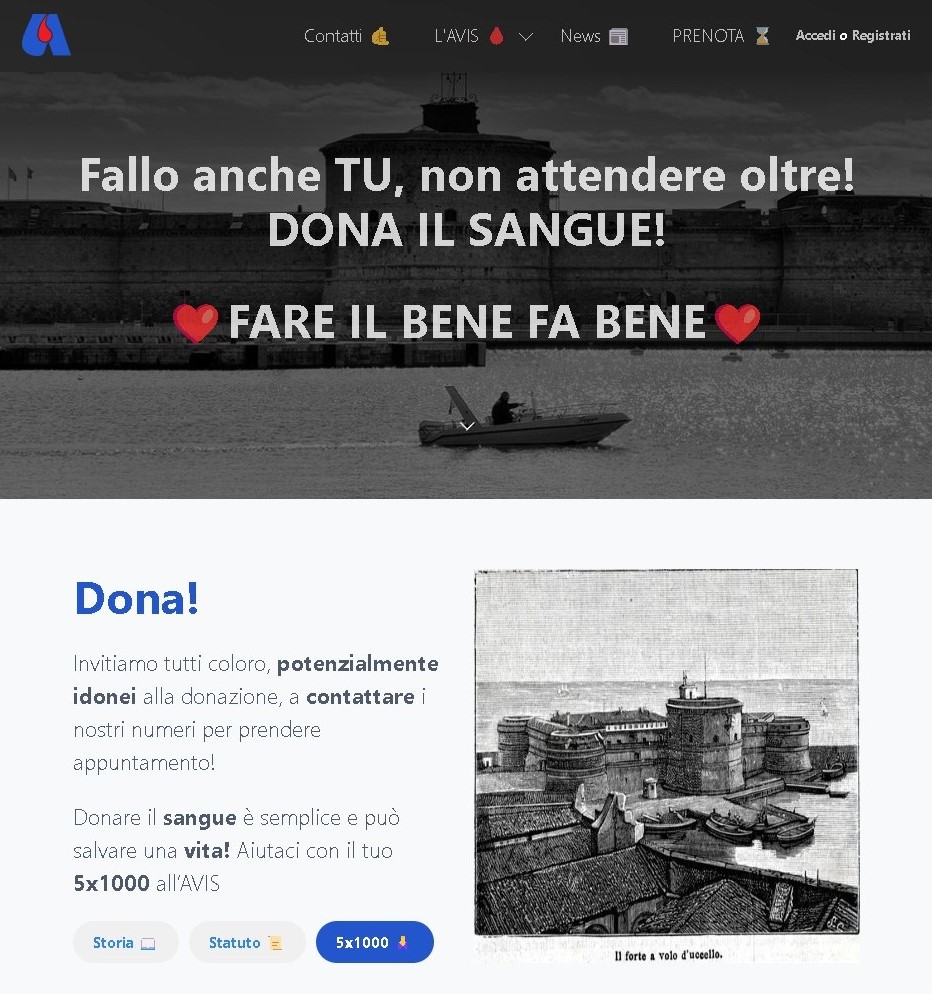 Contatti L'AVIS News PRENOTA Accedi o Registrati
Fallo anche TU, non attendere oltre!
DONA IL SANGUE!
FARE IL BENE FA BENE
Dona!
Invitiamo tutti coloro, potenzialmente
idonei alla donazione, a contattare i
nostri numeri per prendere
appuntamento!
Donare il sangue è semplice e può
salvare una vita! Aiutaci con il tuo
5x1000 all'AVIS
Storia Statuto 5x1000
Il forte a volo d'uccello.